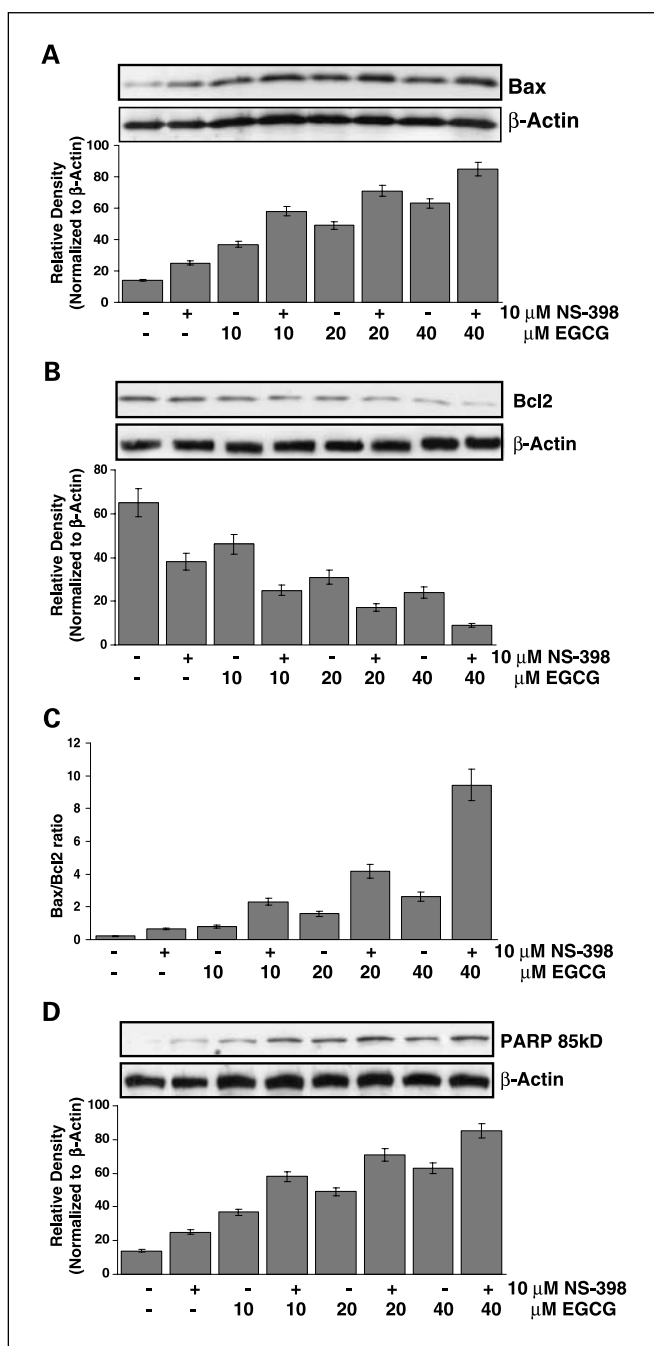 A
Bax
β-Actin
Relative Density
(Normalized to β-Actin)
100
80
60
40
20
0
- + - + - + - + 10 μM NS-398
- - 10 10 20 20 40 40 μM EGCG
B
Bcl2
β-Actin
Relative Density
(Normalized to β-Actin)
80
60
40
20
0
- + - + - + - + 10 μM NS-398
- - 10 10 20 20 40 40 μM EGCG
C
Bax/Bcl2 ratio
12
10
8
6
4
2
0
- + - + - + - + 10 μM NS-398
- - 10 10 20 20 40 40 μM EGCG
D
PARP 85kD
β-Actin
Relative Density
(Normalized to β-Actin)
100
80
60
40
20
0
- + - + - + - + 10 μM NS-398
- - 10 10 20 20 40 40 μM EGCG